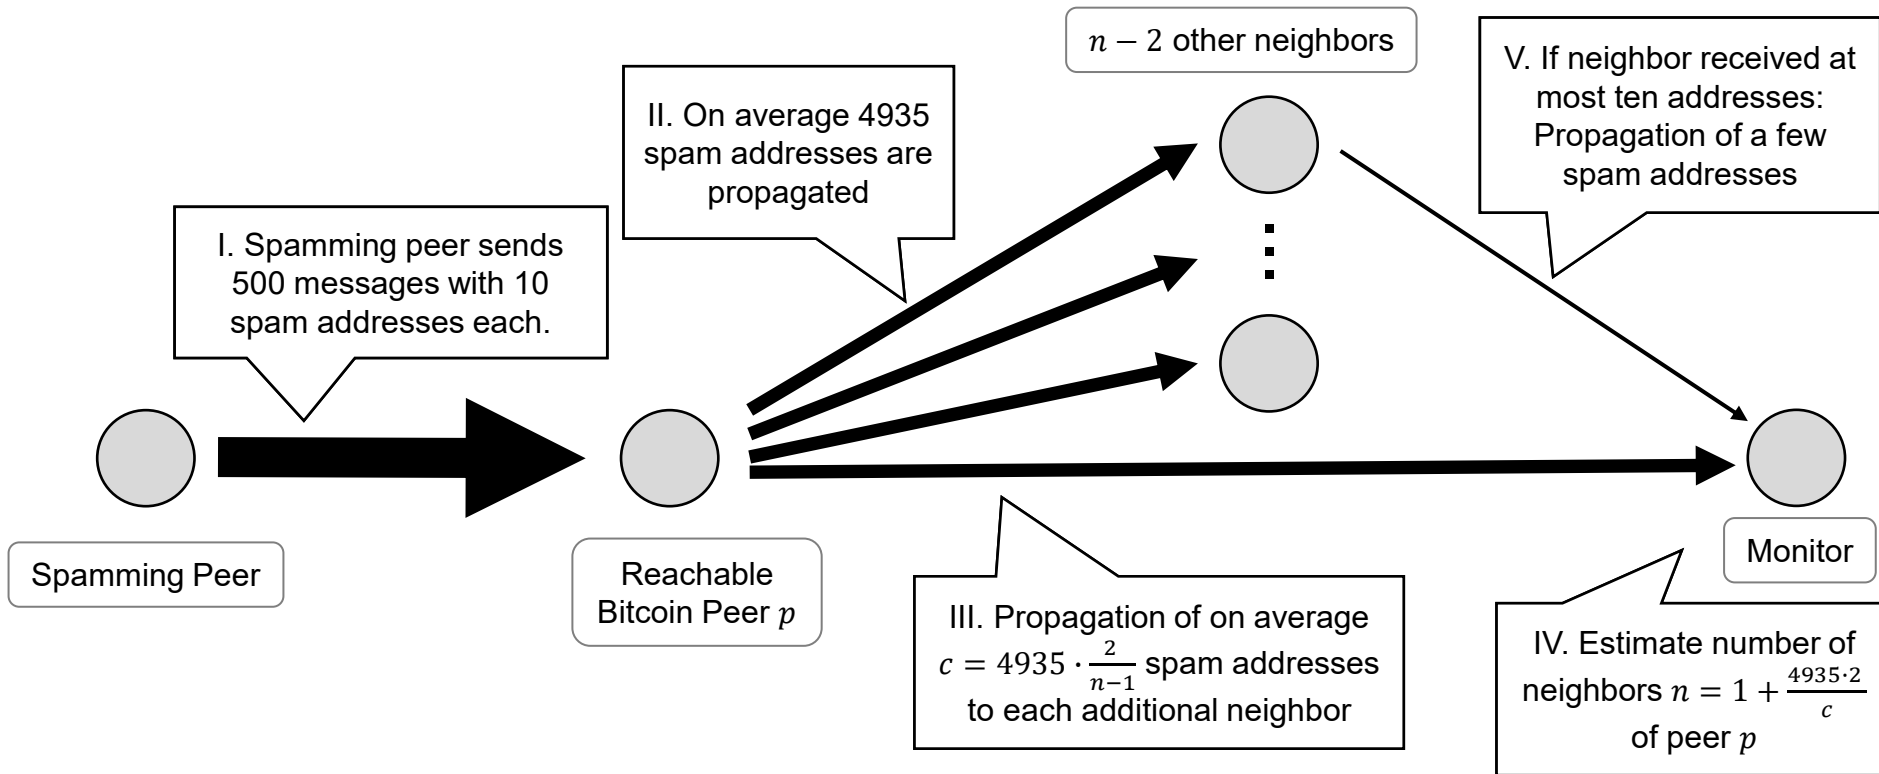 n − 2 other neighbors
V. If neighbor received at
most ten addresses:
Propagation of a few
spam addresses
II. On average 4935
spam addresses are
propagated
I. Spamming peer sends
500 messages with 10
spam addresses each.
Spamming Peer
Reachable
Bitcoin Peer p
Monitor
III. Propagation of on average
c = 4935 · 2/(n−1) spam addresses
to each additional neighbor
IV. Estimate number of
neighbors n = 1 + 4935·2/c
of peer p